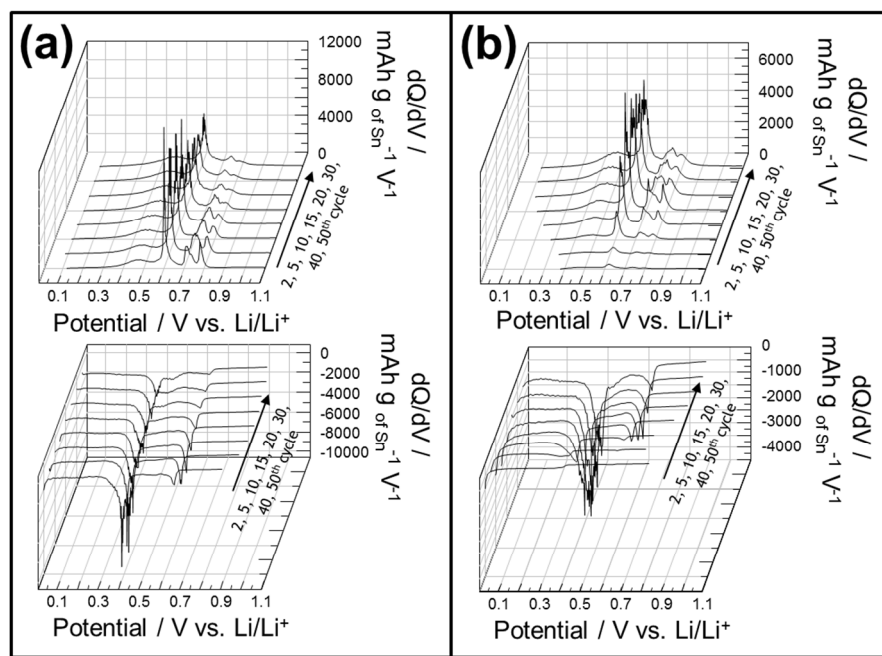 (a)
12000
8000
4000
0
dQ/dV /
mAh g of Sn-1 V-1
2, 5, 10, 15, 20, 30,
40, 50th cycle
0.1 0.3 0.5 0.7 0.9 1.1
Potential / V vs. Li/Li+
0
-2000
-4000
-6000
-8000
-10000
dQ/dV /
mAh g of Sn-1 V-1
2, 5, 10, 15, 20, 30,
40, 50th cycle
0.1 0.3 0.5 0.7 0.9 1.1
Potential / V vs. Li/Li+
(b)
6000
4000
2000
0
dQ/dV /
mAh g of Sn-1 V-1
2, 5, 10, 15, 20, 30,
40, 50th cycle
0.1 0.3 0.5 0.7 0.9 1.1
Potential / V vs. Li/Li+
0
-1000
-2000
-3000
-4000
dQ/dV /
mAh g of Sn-1 V-1
2, 5, 10, 15, 20, 30,
40, 50th cycle
0.1 0.3 0.5 0.7 0.9 1.1
Potential / V vs. Li/Li+